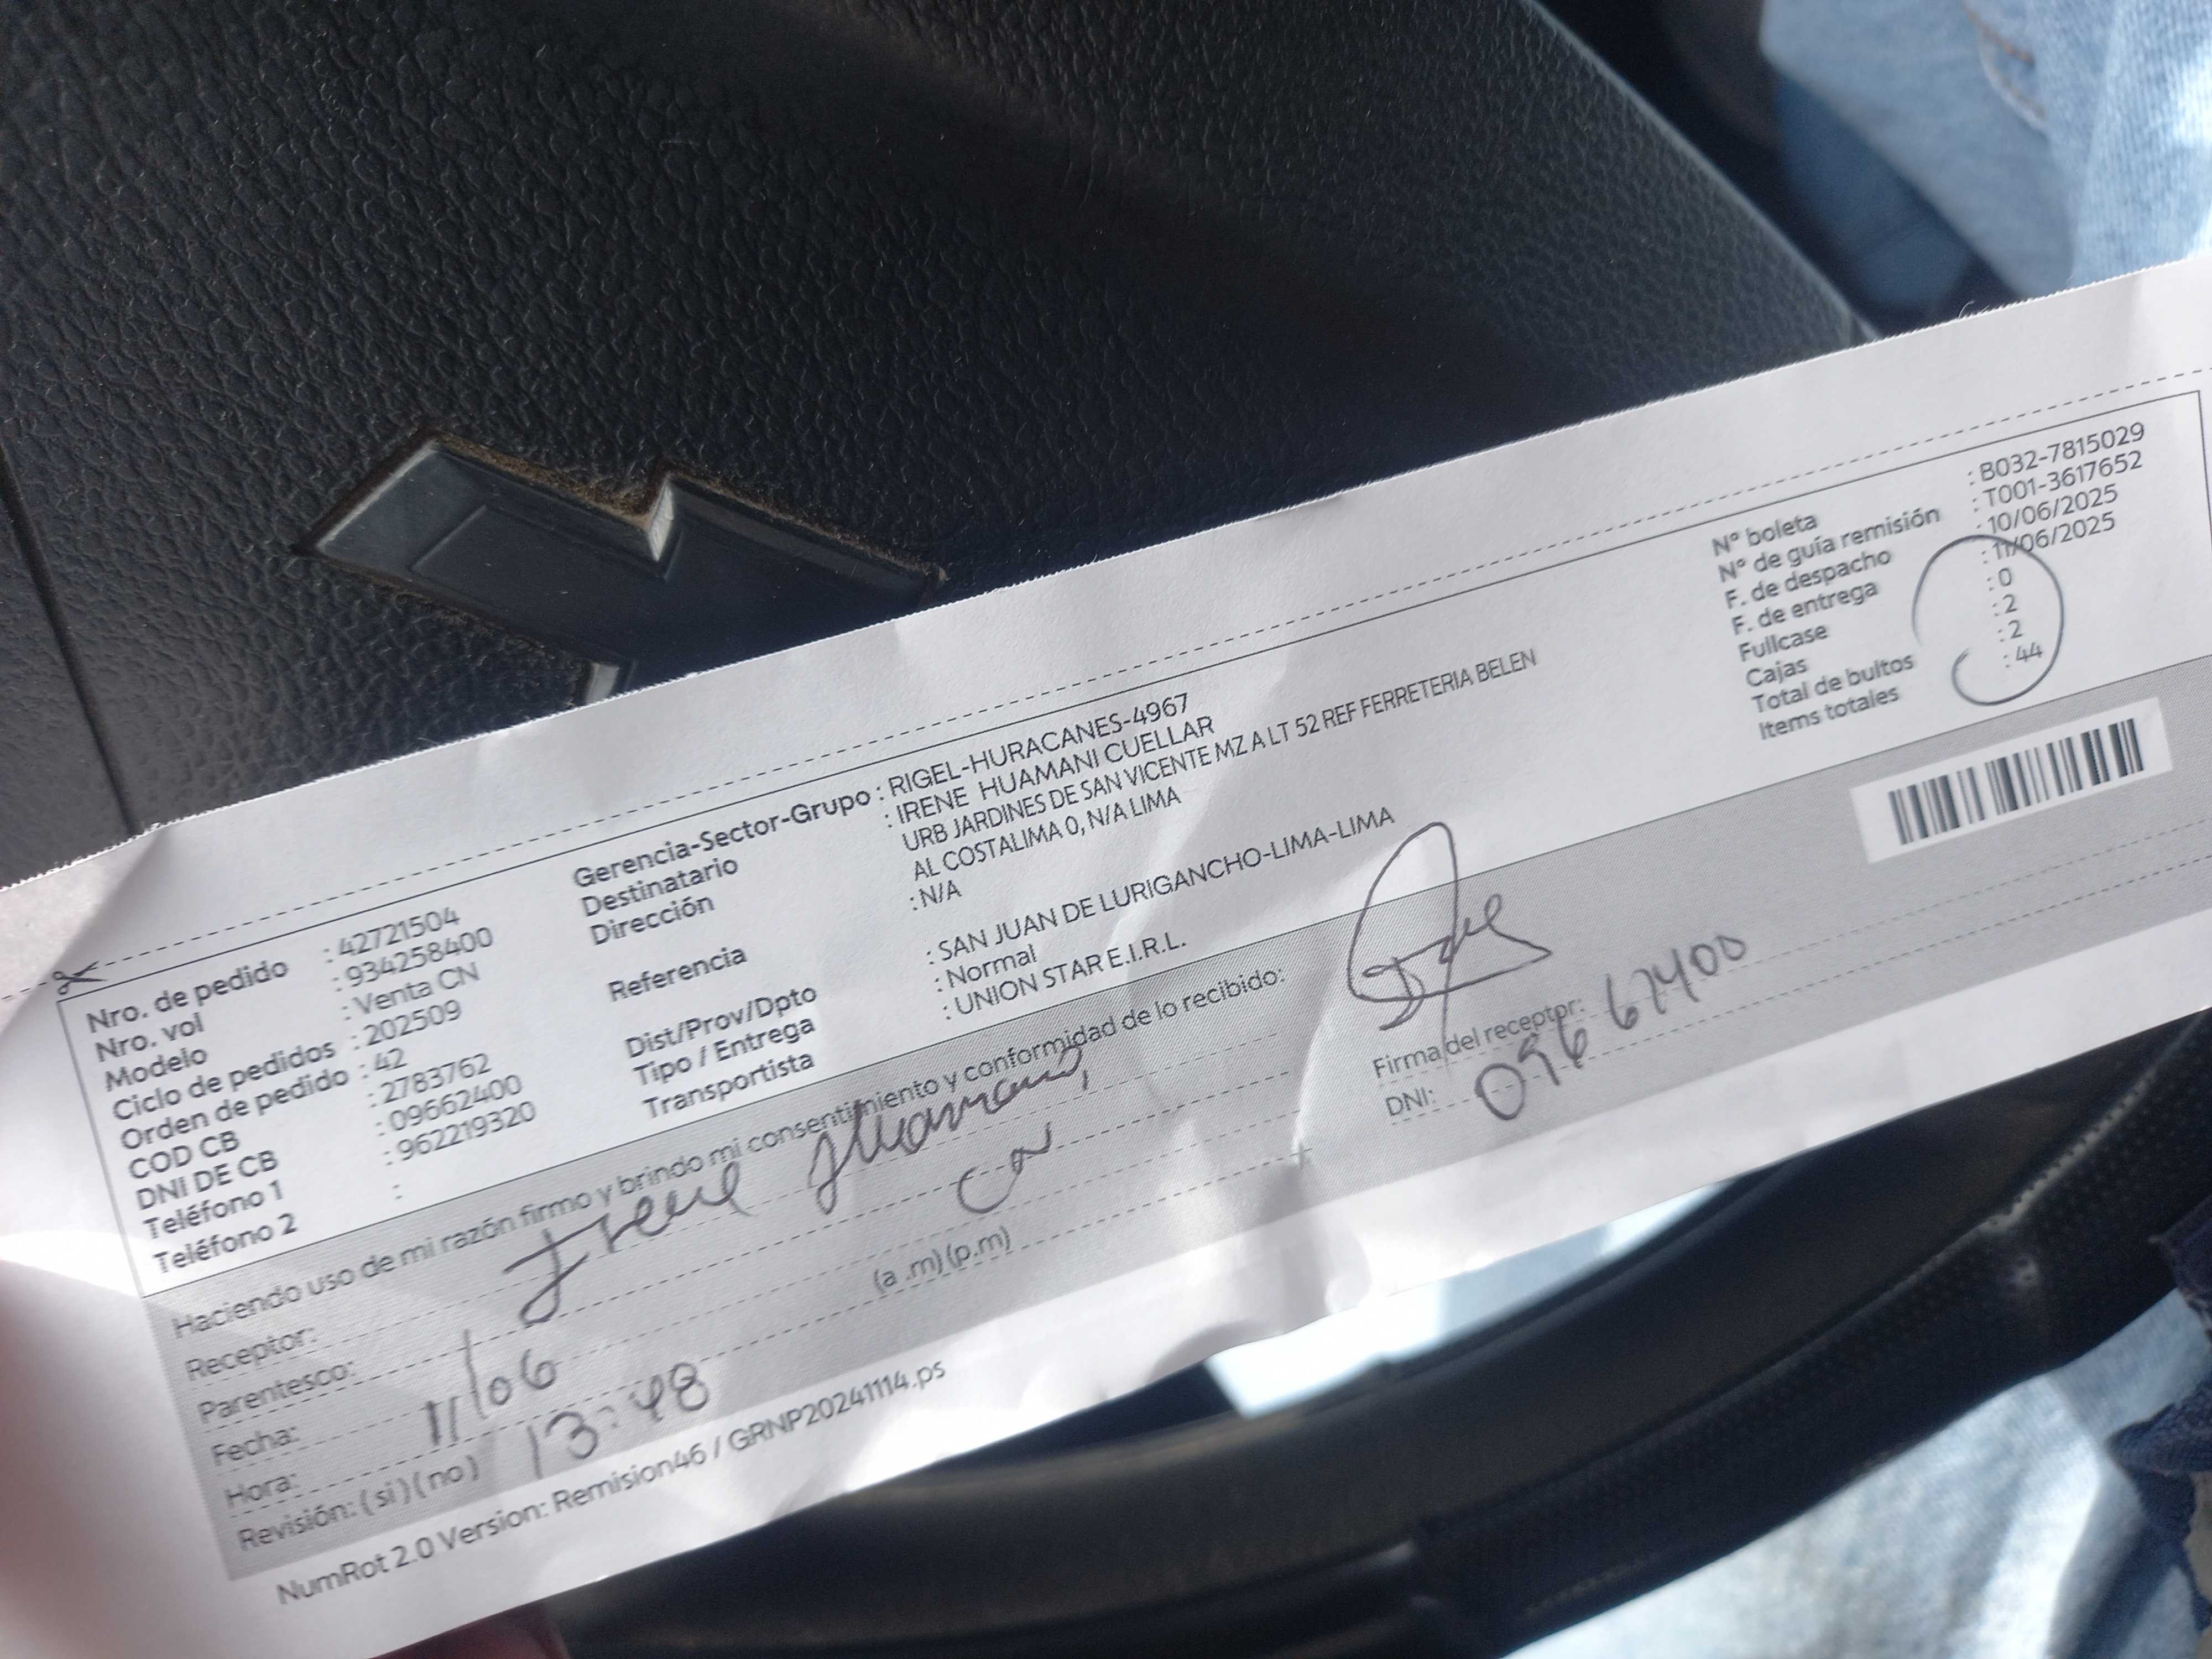 Nro. de pedido : 42721504
Nro. vol : 934258400
Modelo : Venta CN
Ciclo de pedidos : 202509
Orden de pedido : 42
COD CB : 2783762
DNI DE CB : 09662400
Teléfono 1 : 962219320
Teléfono 2 :
Gerencia-Sector-Grupo : RIGEL-HURACANES-4967
Destinatario : IRENE HUAMANI CUELLAR
Dirección URB JARDINES DE SAN VICENTE MZ A LT 52 REF FERRETERIA BELEN
AL COSTALIMA 0, N/A LIMA
Referencia : N/A
Dist/Prov/Dpto : SAN JUAN DE LURIGANCHO-LIMA-LIMA
Tipo / Entrega : Normal
Transportista : UNION STAR E.I.R.L.
N° boleta : B032-7815029
N° de guía remisión : T001-3617652
F. de despacho : 10/06/2025
F. de entrega : 11/06/2025
Fullcase : 0
Cajas : 2
Total de bultos : 2
Items totales : 44
Haciendo uso de mi razón firmo y brindo mi consentimiento y conformidad de lo recibido:
Receptor: Irene Huamani
Parentesco:
Fecha: 11/06
Hora: 13:48 (a .m) (p.m)
Revisión: (si) (no)
Firma del receptor:
DNI:
NumRot 2.0 Version: Remision46 / GRNP20241114.ps